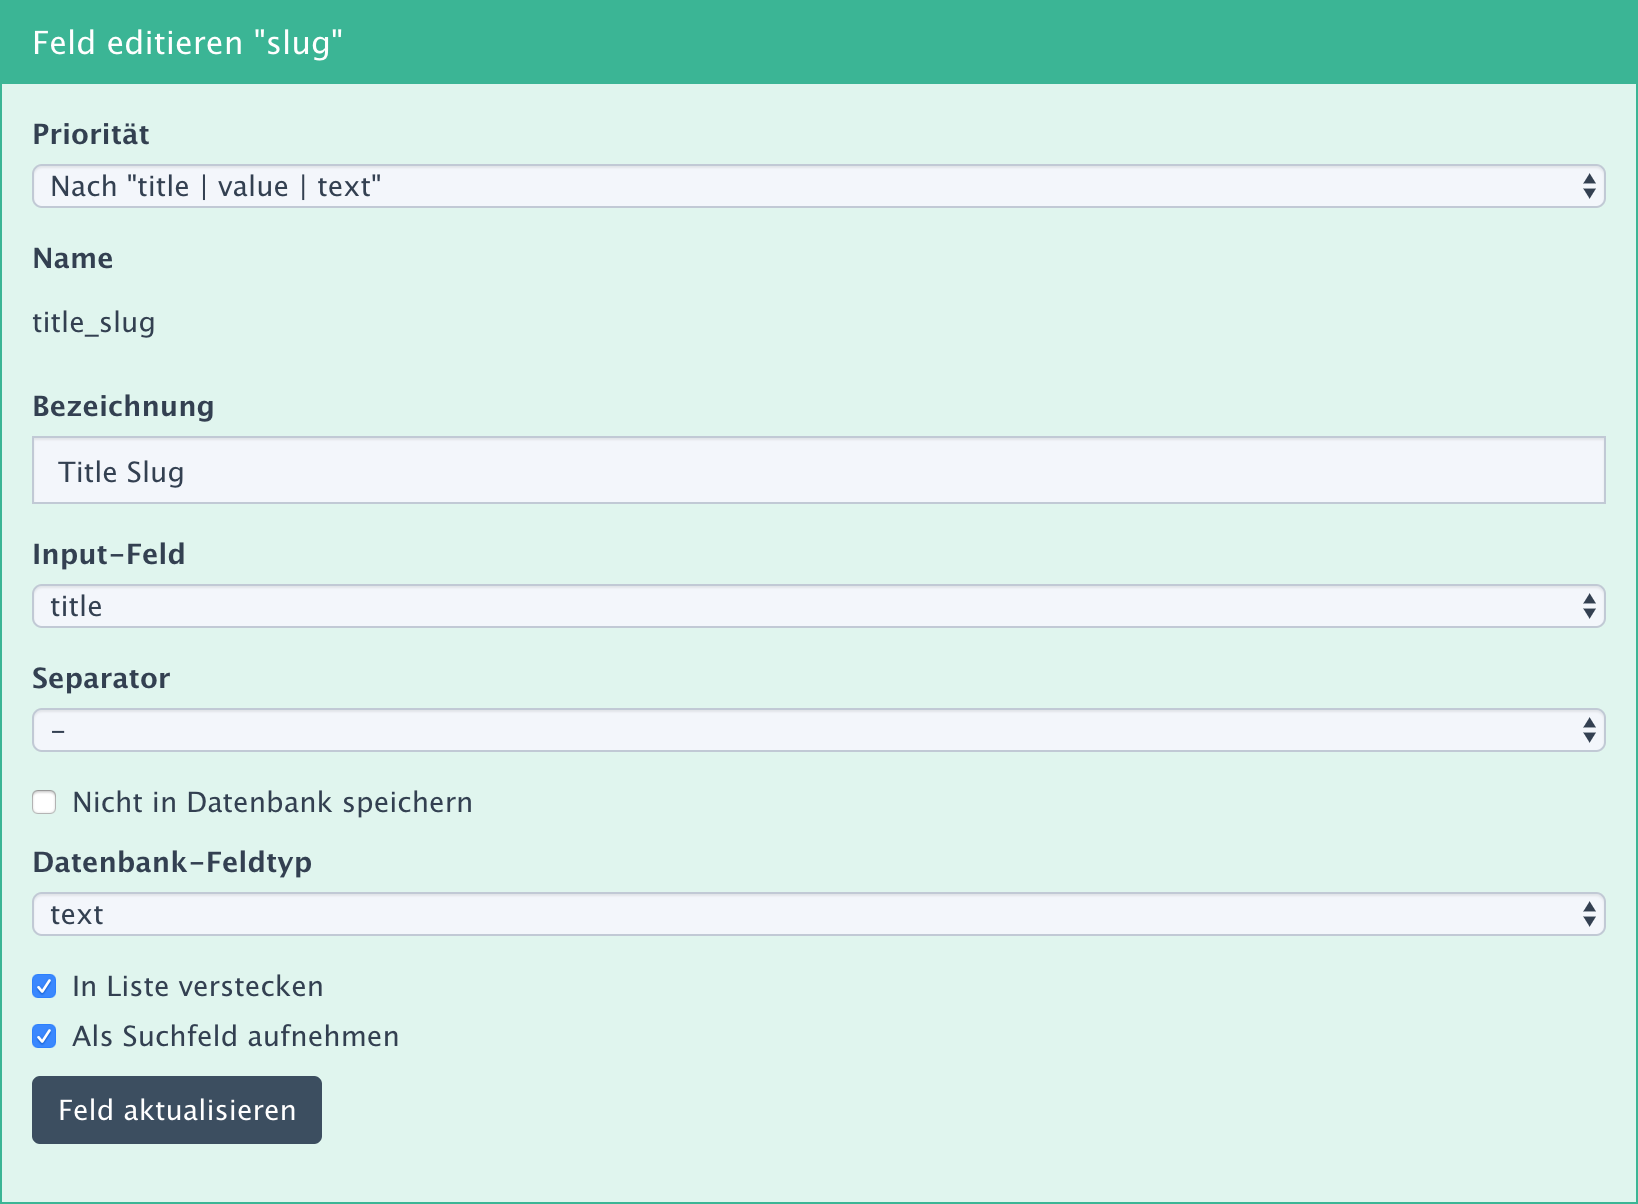 Feld editieren "slug"
Priorität
Nach "title | value | text"
Name
title_slug
Bezeichnung
Title Slug
Input-Feld
title
Separator
-
Nicht in Datenbank speichern
Datenbank-Feldtyp
text
In Liste verstecken
Als Suchfeld aufnehmen
Feld aktualisieren